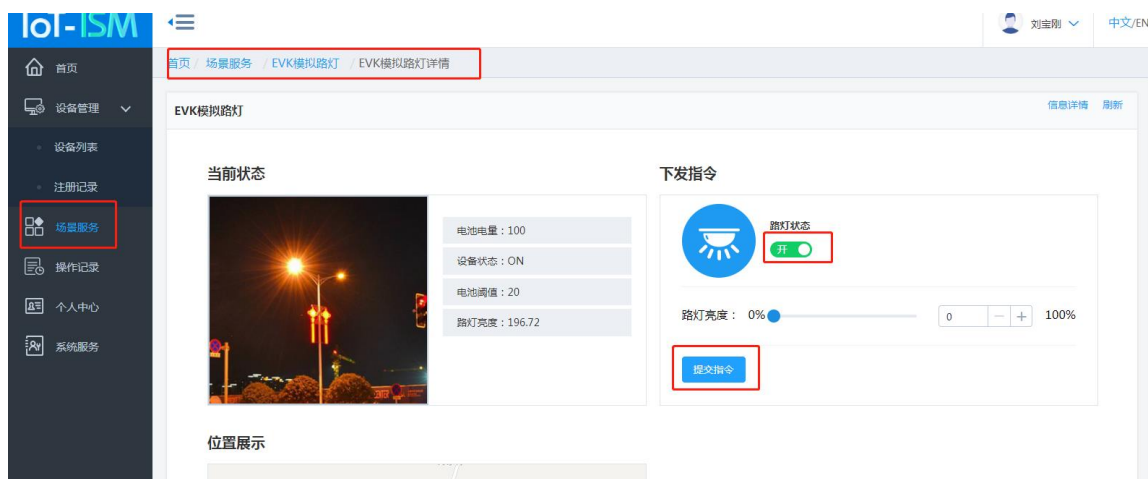 IoT-ISM
刘宝刚
中文/EN
首页
设备管理
设备列表
注册记录
场景服务
操作记录
个人中心
系统服务
首页 / 场景服务 / EVK模拟路灯 / EVK模拟路灯详情
EVK模拟路灯
信息详情 刷新
当前状态
电池电量：100
设备状态：ON
电池阈值：20
路灯亮度：196.72
下发指令
路灯状态
开
路灯亮度： 0% 0 － ＋ 100%
提交指令
位置展示